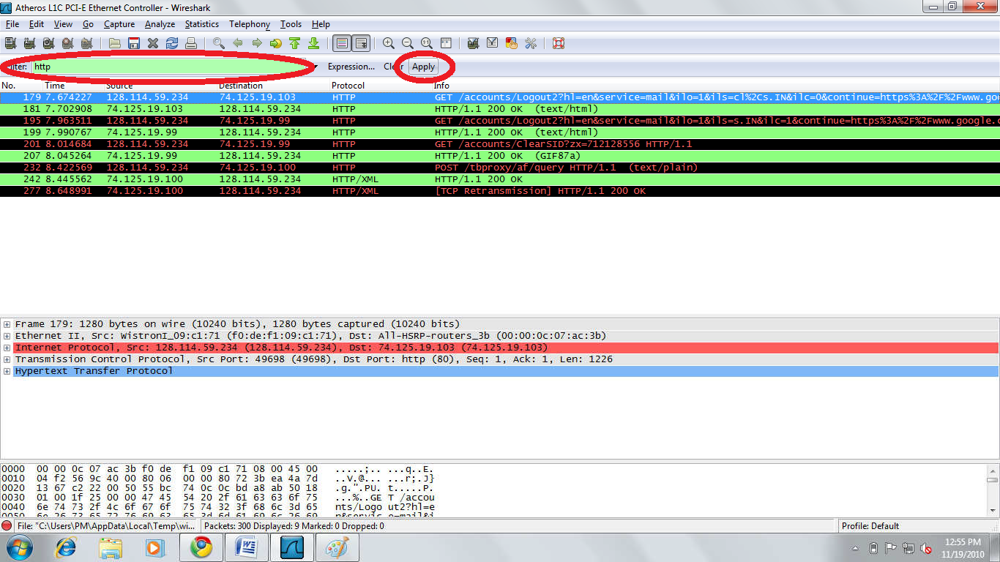 Atheros L1C PCI-E Ethernet Controller - Wireshark
File Edit View Go Capture Analyze Statistics Telephony Tools Help
http Expression... Apply
No. Time Source Destination Protocol Info
179 7.674227 128.114.59.234 74.125.19.103 HTTP GET /accounts/Logout2?hl=en&service=mail&ilo=1&ils=cl%2Cs.IN&ilc=0&continue=https%3A%2F%2Fwww.goo
181 7.702908 74.125.19.103 128.114.59.234 HTTP HTTP/1.1 200 OK (text/html)
195 7.963511 128.114.59.234 74.125.19.99 HTTP GET /accounts/Logout2?hl=en&service=mail&ilo=1&ils=s.IN&ilc=1&continue=https%3A%2F%2Fwww.google.c
199 7.990767 74.125.19.99 128.114.59.234 HTTP HTTP/1.1 200 OK (text/html)
201 8.014684 128.114.59.234 74.125.19.99 HTTP GET /accounts/ClearSID?zx=712128556 HTTP/1.1
207 8.045264 74.125.19.99 128.114.59.234 HTTP HTTP/1.1 200 OK (GIF87a)
232 8.422569 128.114.59.234 74.125.19.100 HTTP POST /tbproxy/af/query HTTP/1.1 (text/plain)
242 8.445562 74.125.19.100 128.114.59.234 HTTP/XML HTTP/1.1 200 OK
277 8.648991 74.125.19.100 128.114.59.234 HTTP/XML [TCP Retransmission] HTTP/1.1 200 OK
Frame 179: 1280 bytes on wire (10240 bits), 1280 bytes captured (10240 bits)
Ethernet II, Src: WistronI_09:c1:71 (f0:de:f1:09:c1:71), Dst: All-HSRP-routers_3b (00:00:0c:07:ac:3b)
Internet Protocol, Src: 128.114.59.234 (128.114.59.234), Dst: 74.125.19.103 (74.125.19.103)
Transmission Control Protocol, Src Port: 49698 (49698), Dst Port: http (80), Seq: 1, Ack: 1, Len: 1226
Hypertext Transfer Protocol
0000 00 00 0c 07 ac 3b f0 de f1 09 c1 71 08 00 45 00 .....;.. ...q..E.
0010 04 f2 56 9c 40 00 80 06 00 00 80 72 3b ea 4a 7d ..V.@... ...r;.J}
0020 13 67 c2 22 00 50 55 bc 74 0c 0c bd a8 ab 50 18 .g.".PU. t.....P.
0030 01 00 1f 25 00 00 47 45 54 20 2f 61 63 63 6f 75 ...%..GE T /accou
0040 6e 74 73 2f 4c 6f 67 6f 75 74 32 3f 68 6c 3d 65 nts/Logo ut2?hl=e
0050 6e 26 73 65 72 76 69 63 65 3d 6d 61 69 6c 26 69 n&servic e=mail&i
File: "C:\Users\PM\AppData\Local\Temp\wi... Packets: 300 Displayed: 9 Marked: 0 Dropped: 0 Profile: Default
12:55 PM
11/19/2010